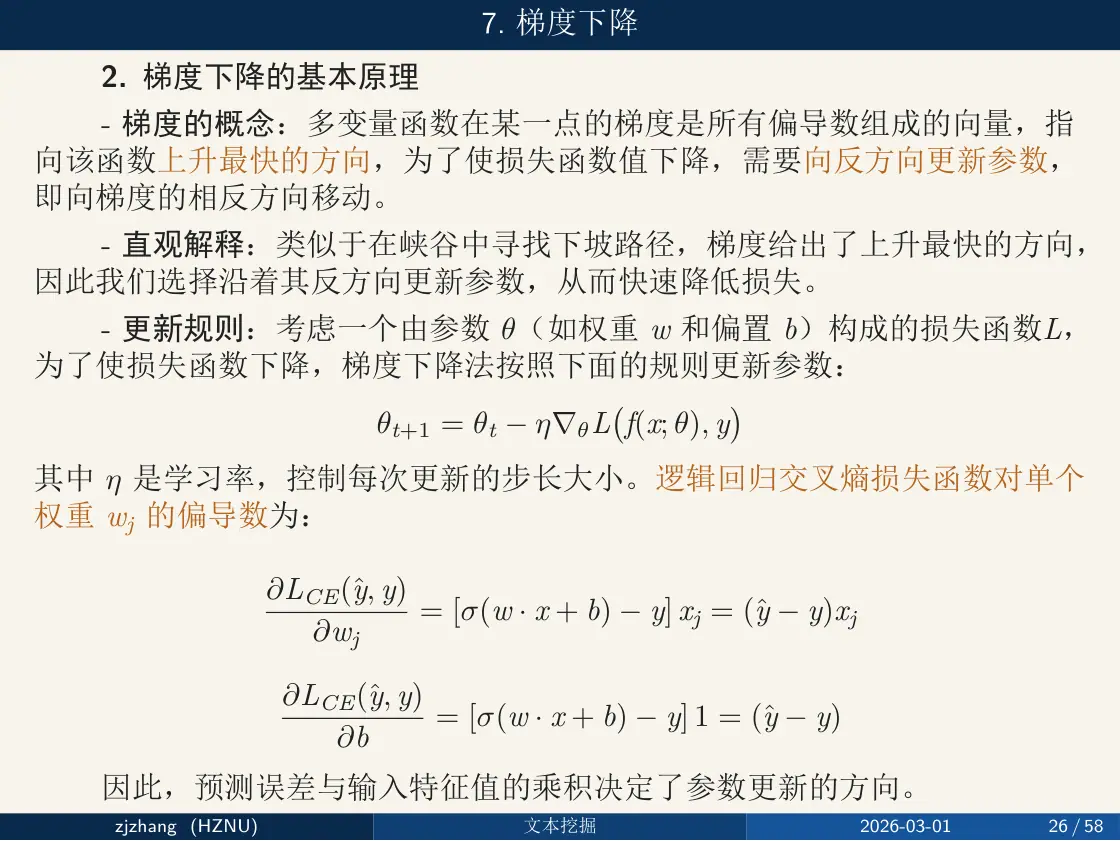 7. 梯度下降
2. 梯度下降的基本原理
- 梯度的概念：多变量函数在某一点的梯度是所有偏导数组成的向量，指
向该函数上升最快的方向，为了使损失函数值下降，需要向反方向更新参数，
即向梯度的相反方向移动。
- 直观解释：类似于在峡谷中寻找下坡路径，梯度给出了上升最快的方向，
因此我们选择沿着其反方向更新参数，从而快速降低损失。
- 更新规则：考虑一个由参数 θ（如权重 w 和偏置 b）构成的损失函数L，
为了使损失函数下降，梯度下降法按照下面的规则更新参数：
θ_{t+1} = θ_t − η∇_θ L(f(x; θ), y)
其中 η 是学习率，控制每次更新的步长大小。逻辑回归交叉熵损失函数对单个
权重 w_j 的偏导数为：
∂L_{CE}(ŷ, y) / ∂w_j = [σ(w · x + b) − y] x_j = (ŷ − y)x_j
∂L_{CE}(ŷ, y) / ∂b = [σ(w · x + b) − y] 1 = (ŷ − y)
因此，预测误差与输入特征值的乘积决定了参数更新的方向。
zjzhang (HZNU) 文本挖掘 2026-03-01 26 / 58